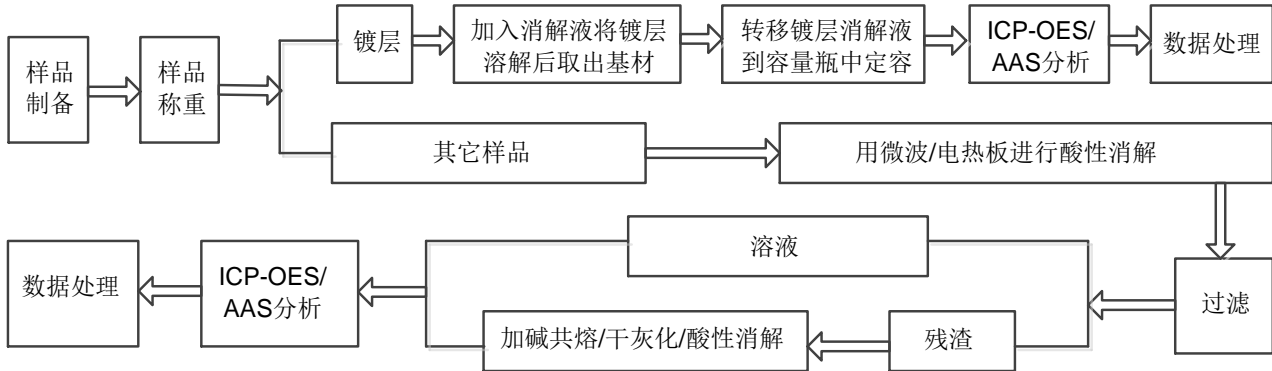 样品
制备
样品
称重
镀层
加入消解液将镀层
溶解后取出基材
转移镀层消解液
到容量瓶中定容
ICP-OES/
AAS分析
数据处理
其它样品
用微波/电热板进行酸性消解
过滤
溶液
残渣
加碱共熔/干灰化/酸性消解
ICP-OES/
AAS分析
数据处理